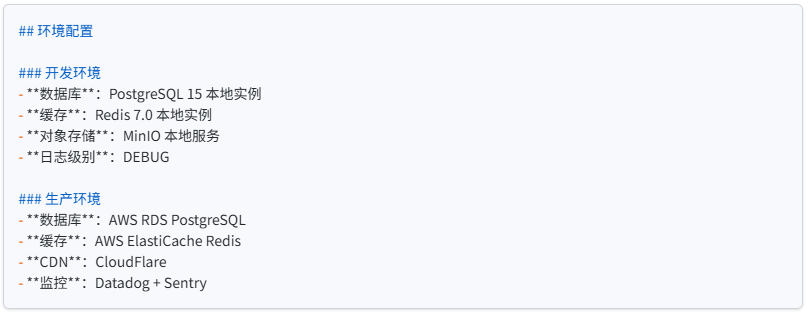 ## 环境配置
### 开发环境
- **数据库**：PostgreSQL 15 本地实例
- **缓存**：Redis 7.0 本地实例
- **对象存储**：MinIO 本地服务
- **日志级别**：DEBUG
### 生产环境
- **数据库**：AWS RDS PostgreSQL
- **缓存**：AWS ElastiCache Redis
- **CDN**：CloudFlare
- **监控**：Datadog + Sentry